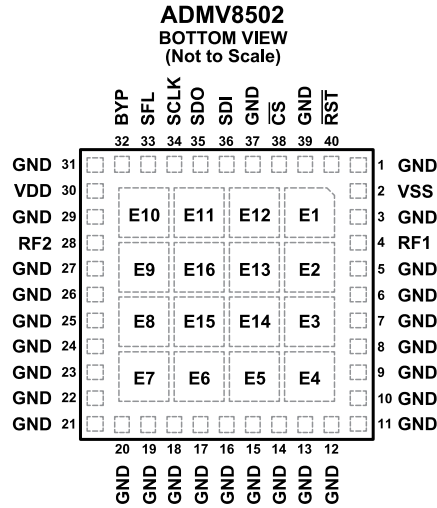 ADMV8502
BOTTOM VIEW
(Not to Scale)
BYP SFL SCLK SDO SDI GND CS GND RST
32 33 34 35 36 37 38 39 40
GND 31 1 GND
VDD 30 2 VSS
GND 29 E10 E11 E12 E1 3 GND
RF2 28 4 RF1
GND 27 E9 E16 E13 E2 5 GND
GND 26 6 GND
GND 25 E8 E15 E14 E3 7 GND
GND 24 8 GND
GND 23 E7 E6 E5 E4 9 GND
GND 22 10 GND
GND 21 11 GND
20 19 18 17 16 15 14 13 12
GND GND GND GND GND GND GND GND GND